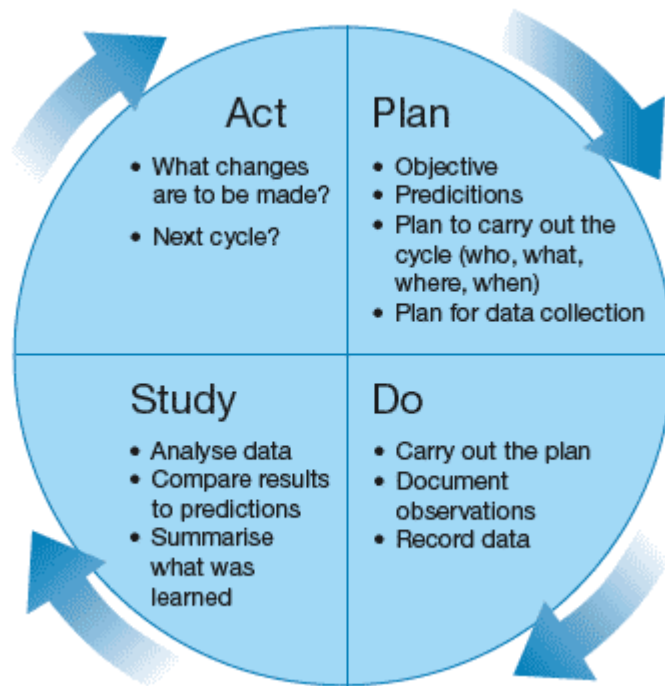 Act
• What changes
are to be made?
• Next cycle?
Plan
• Objective
• Predicitions
• Plan to carry out the
cycle (who, what,
where, when)
• Plan for data collection
Study
• Analyse data
• Compare results
to predictions
• Summarise
what was
learned
Do
• Carry out the plan
• Document
observations
• Record data